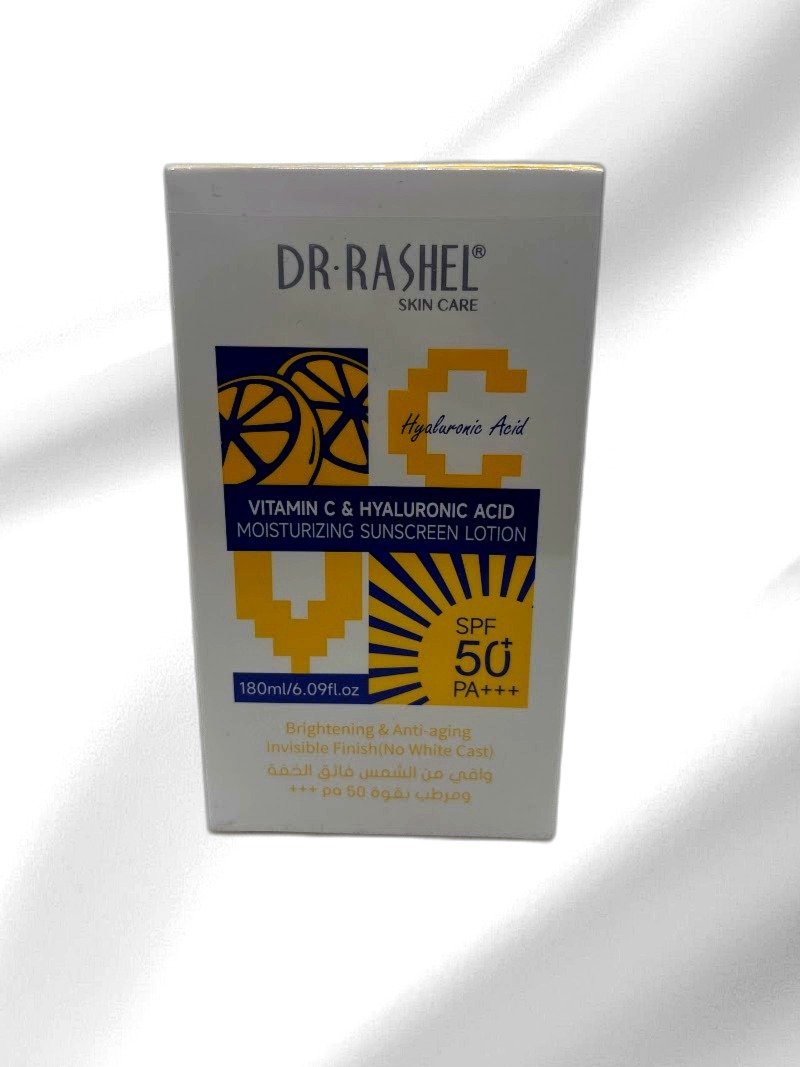 DR·RASHEL®
SKIN CARE
Hyaluronic Acid
VITAMIN C & HYALURONIC ACID
MOISTURIZING SUNSCREEN LOTION
SPF
50+
PA+++
180ml/6.09fl.oz
Brightening & Anti-aging
Invisible Finish(No White Cast)
واقي من الشمس فائق الخفة
ومرطب بقوة 50 pa +++